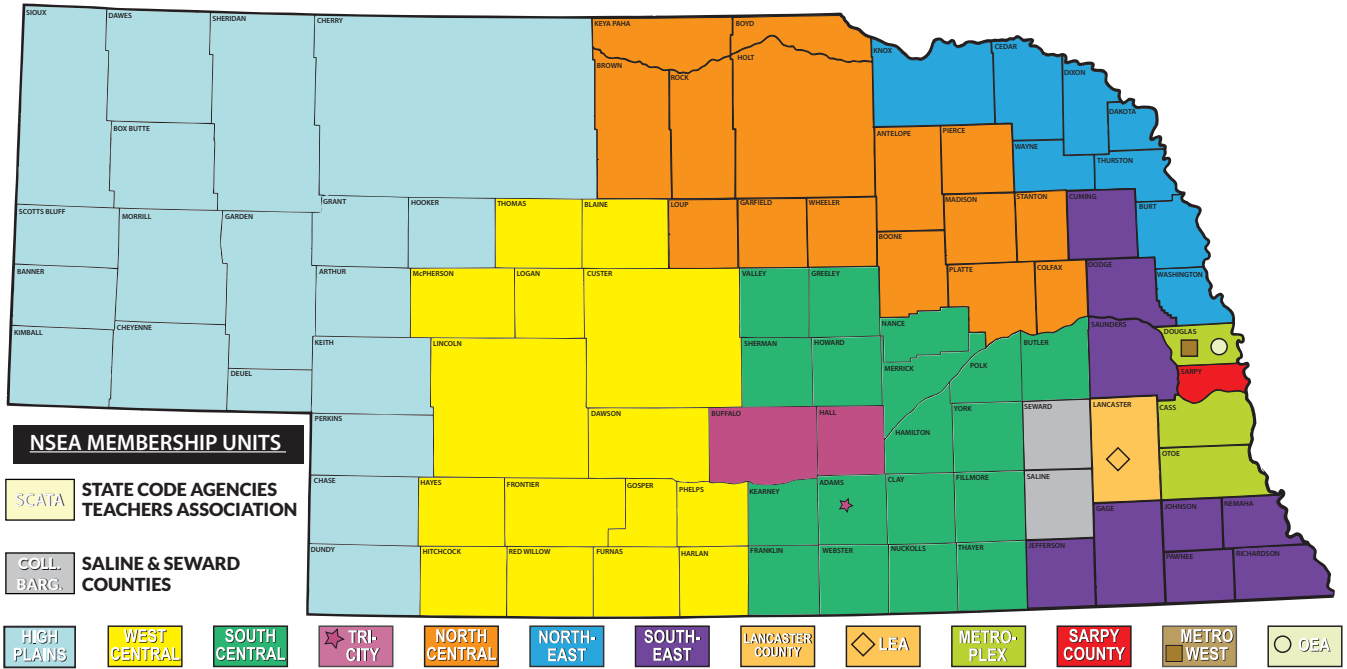 SIOUX
DAWES
SHERIDAN
CHERRY
KEYA PAHA
BOYD
KNOX
CEDAR
BROWN
HOLT
ROCK
DIXON
DAKOTA
BOX BUTTE
ANTELOPE
PIERCE
WAYNE
THURSTON
SCOTTS BLUFF
MORRILL
GARDEN
GRANT
HOOKER
THOMAS
BLAINE
LOUP
GARFIELD
WHEELER
MADISON
STANTON
CUMING
BURT
BOONE
BANNER
ARTHUR
McPHERSON
LOGAN
CUSTER
VALLEY
GREELEY
PLATTE
COLFAX
DODGE
WASHINGTON
KIMBALL
CHEYENNE
NANCE
SAUNDERS
DOUGLAS
KEITH
LINCOLN
SHERMAN
HOWARD
BUTLER
DEUEL
MERRICK
POLK
SARPY
PERKINS
DAWSON
BUFFALO
HALL
HAMILTON
YORK
SEWARD
LANCASTER
CASS
OTOE
NSEA MEMBERSHIP UNITS
CHASE
HAYES
FRONTIER
GOSPER
PHELPS
KEARNEY
ADAMS
CLAY
FILLMORE
SALINE
GAGE
JOHNSON
NEMAHA
SCATA
STATE CODE AGENCIES
TEACHERS ASSOCIATION
DUNDY
HITCHCOCK
RED WILLOW
FURNAS
HARLAN
FRANKLIN
WEBSTER
NUCKOLLS
THAYER
JEFFERSON
PAWNEE
RICHARDSON
COLL.
BARG.
SALINE & SEWARD
COUNTIES
HIGH
PLAINS
WEST
CENTRAL
SOUTH
CENTRAL
TRI-
CITY
NORTH
CENTRAL
NORTH-
EAST
SOUTH-
EAST
LANCASTER
COUNTY
LEA
METRO-
PLEX
SARPY
COUNTY
METRO
WEST
OEA